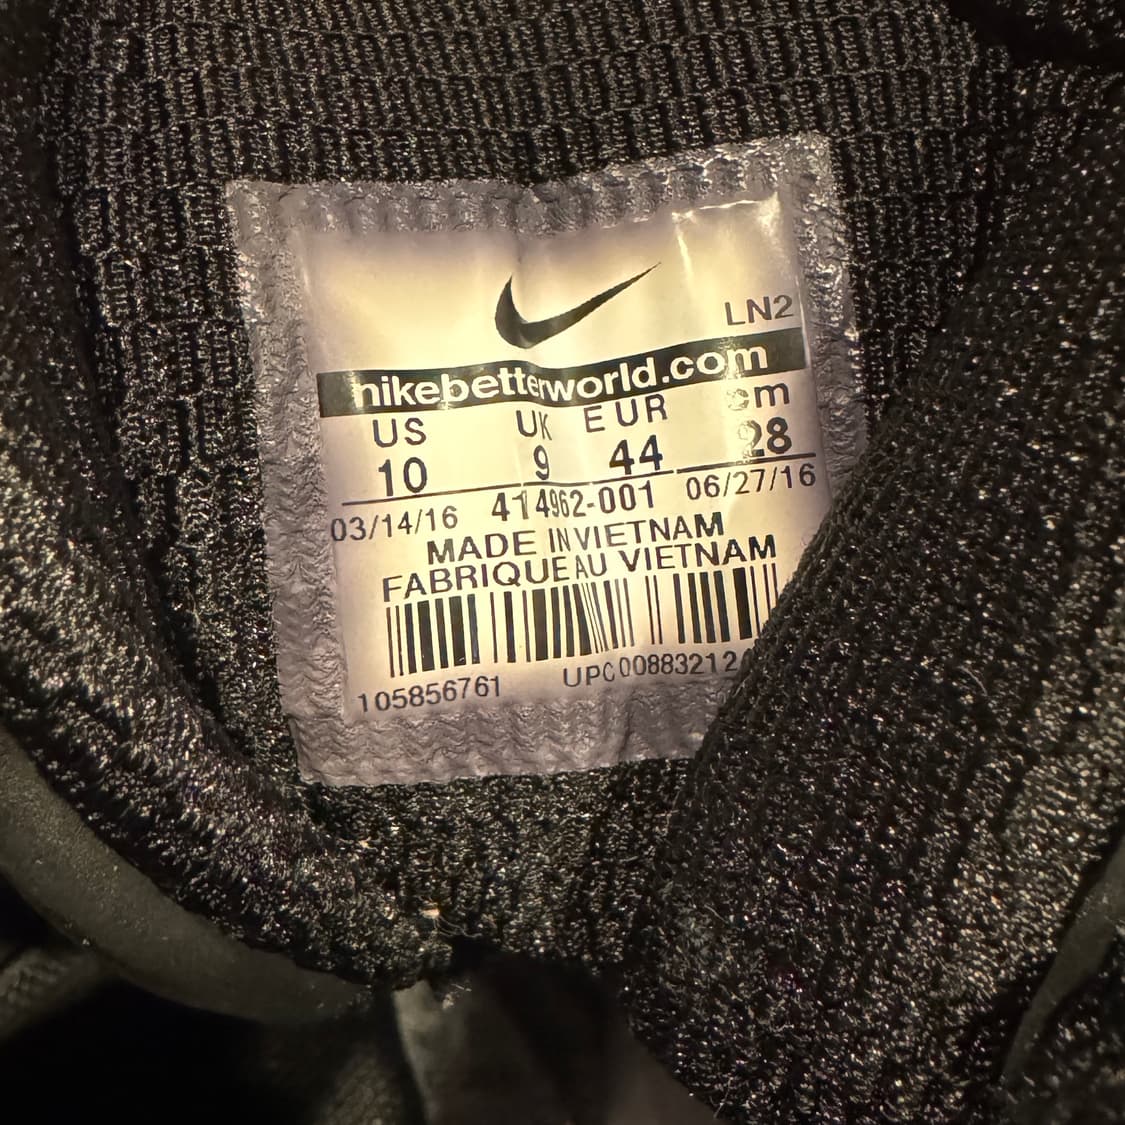 LN2
nikebetterworld.com
US UK EUR cm
10 9 44 28
03/14/16 414962-001 06/27/16
MADE IN VIETNAM
FABRIQUE AU VIETNAM
105856761 UPC00883212